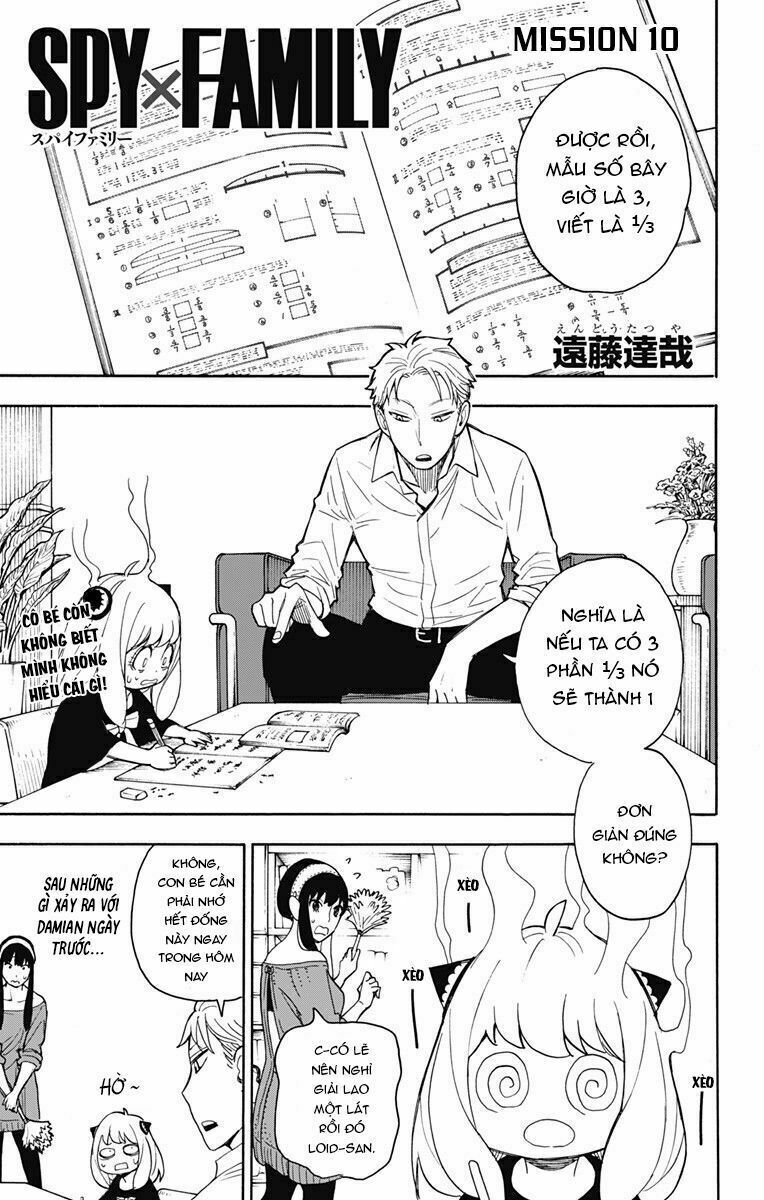 SPY×FAMILY
スパイファミリー
MISSION 10
ĐƯỢC RỒI,
MẪU SỐ BÂY
GIỜ LÀ 3,
VIẾT LÀ ⅓
えんどう・たつや
遠藤達哉
NGHĨA LÀ
NẾU TA CÓ 3
PHẦN ⅓ NÓ
SẼ THÀNH 1
CÔ BÉ CÒN
KHÔNG BIẾT
MÌNH KHÔNG
HIỂU CÁI GÌ!
ĐƠN
GIẢN ĐÚNG
KHÔNG?
XÈO
XÈO
XÈO
C-CÓ LẼ
NÊN NGHỈ
GIẢI LAO
MỘT LÁT
RỒI ĐÓ
LOID-SAN.
KHÔNG,
CON BÉ CẦN
PHẢI NHỚ
HẾT ĐỐNG
NÀY NGAY
TRONG HÔM
NAY
SAU NHỮNG
GÌ XẢY RA VỚI
DAMIAN NGÀY
TRƯỚC...
HỜ ~